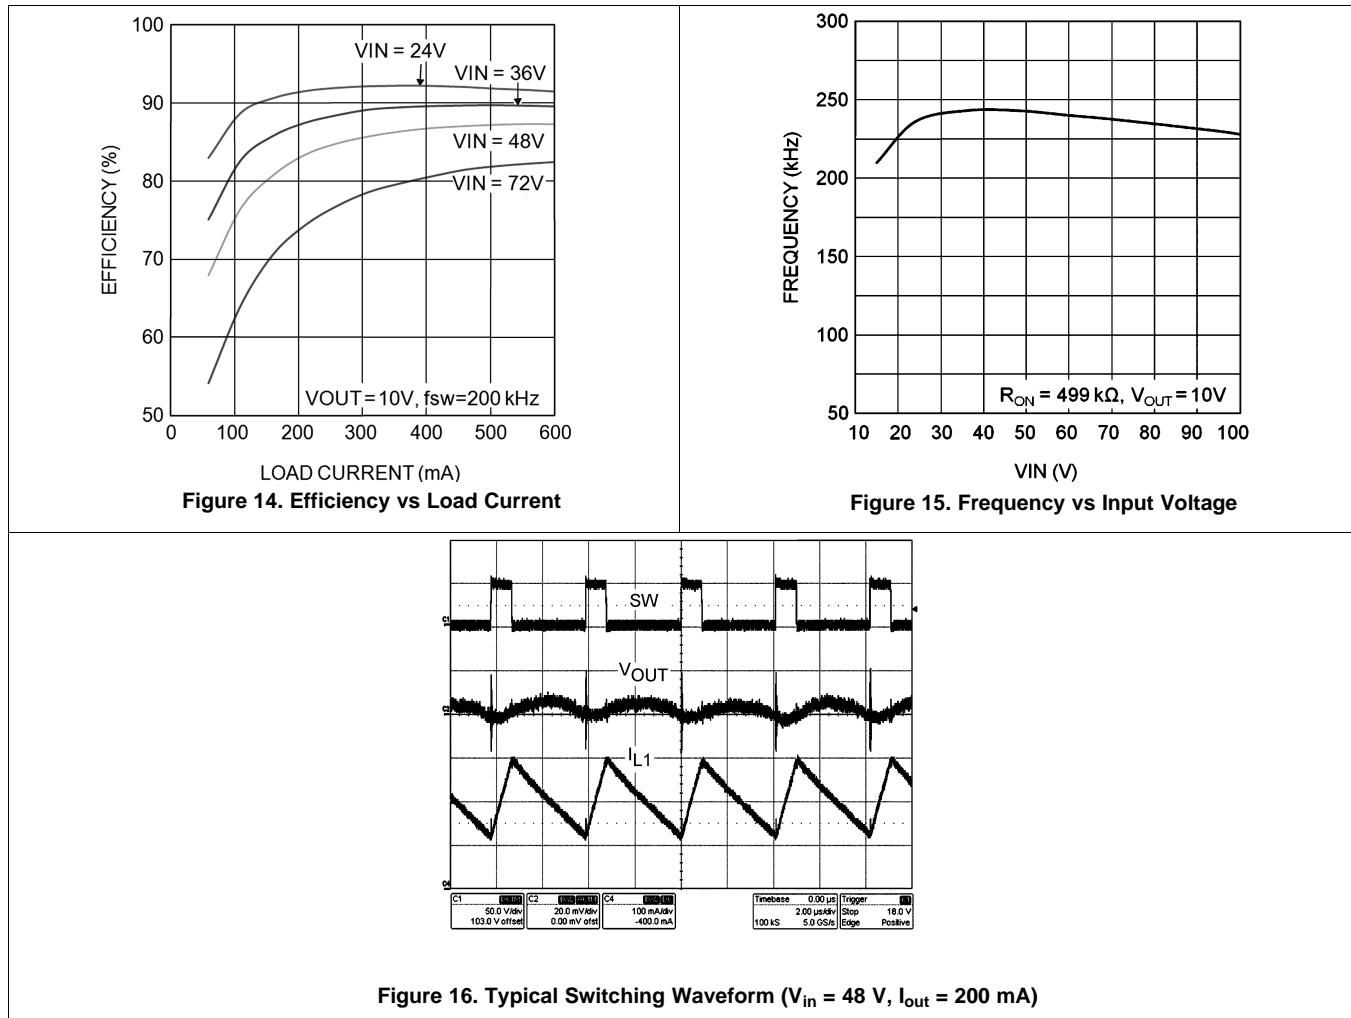 100
90
80
70
60
50
EFFICIENCY (%)
VIN = 24V
VIN = 36V
VIN = 48V
VIN = 72V
VOUT = 10V, fsw=200 kHz
0 100 200 300 400 500 600
LOAD CURRENT (mA)
Figure 14. Efficiency vs Load Current
300
250
200
150
100
50
FREQUENCY (kHz)
RON = 499 kΩ, VOUT = 10V
10 20 30 40 50 60 70 80 90 100
VIN (V)
Figure 15. Frequency vs Input Voltage
SW
C1
VOUT
C2
IL1
C4
C1
50.0 V/div
103.0 V offset
C2
20.0 mV/div
0.00 mV ofst
C4
100 mA/div
-400.0 mA
Timebase 0.00 µs
2.00 µs/div
100 kS 5.0 GS/s
Trigger
Stop 18.0 V
Edge Positive
Figure 16. Typical Switching Waveform (Vin = 48 V, Iout = 200 mA)